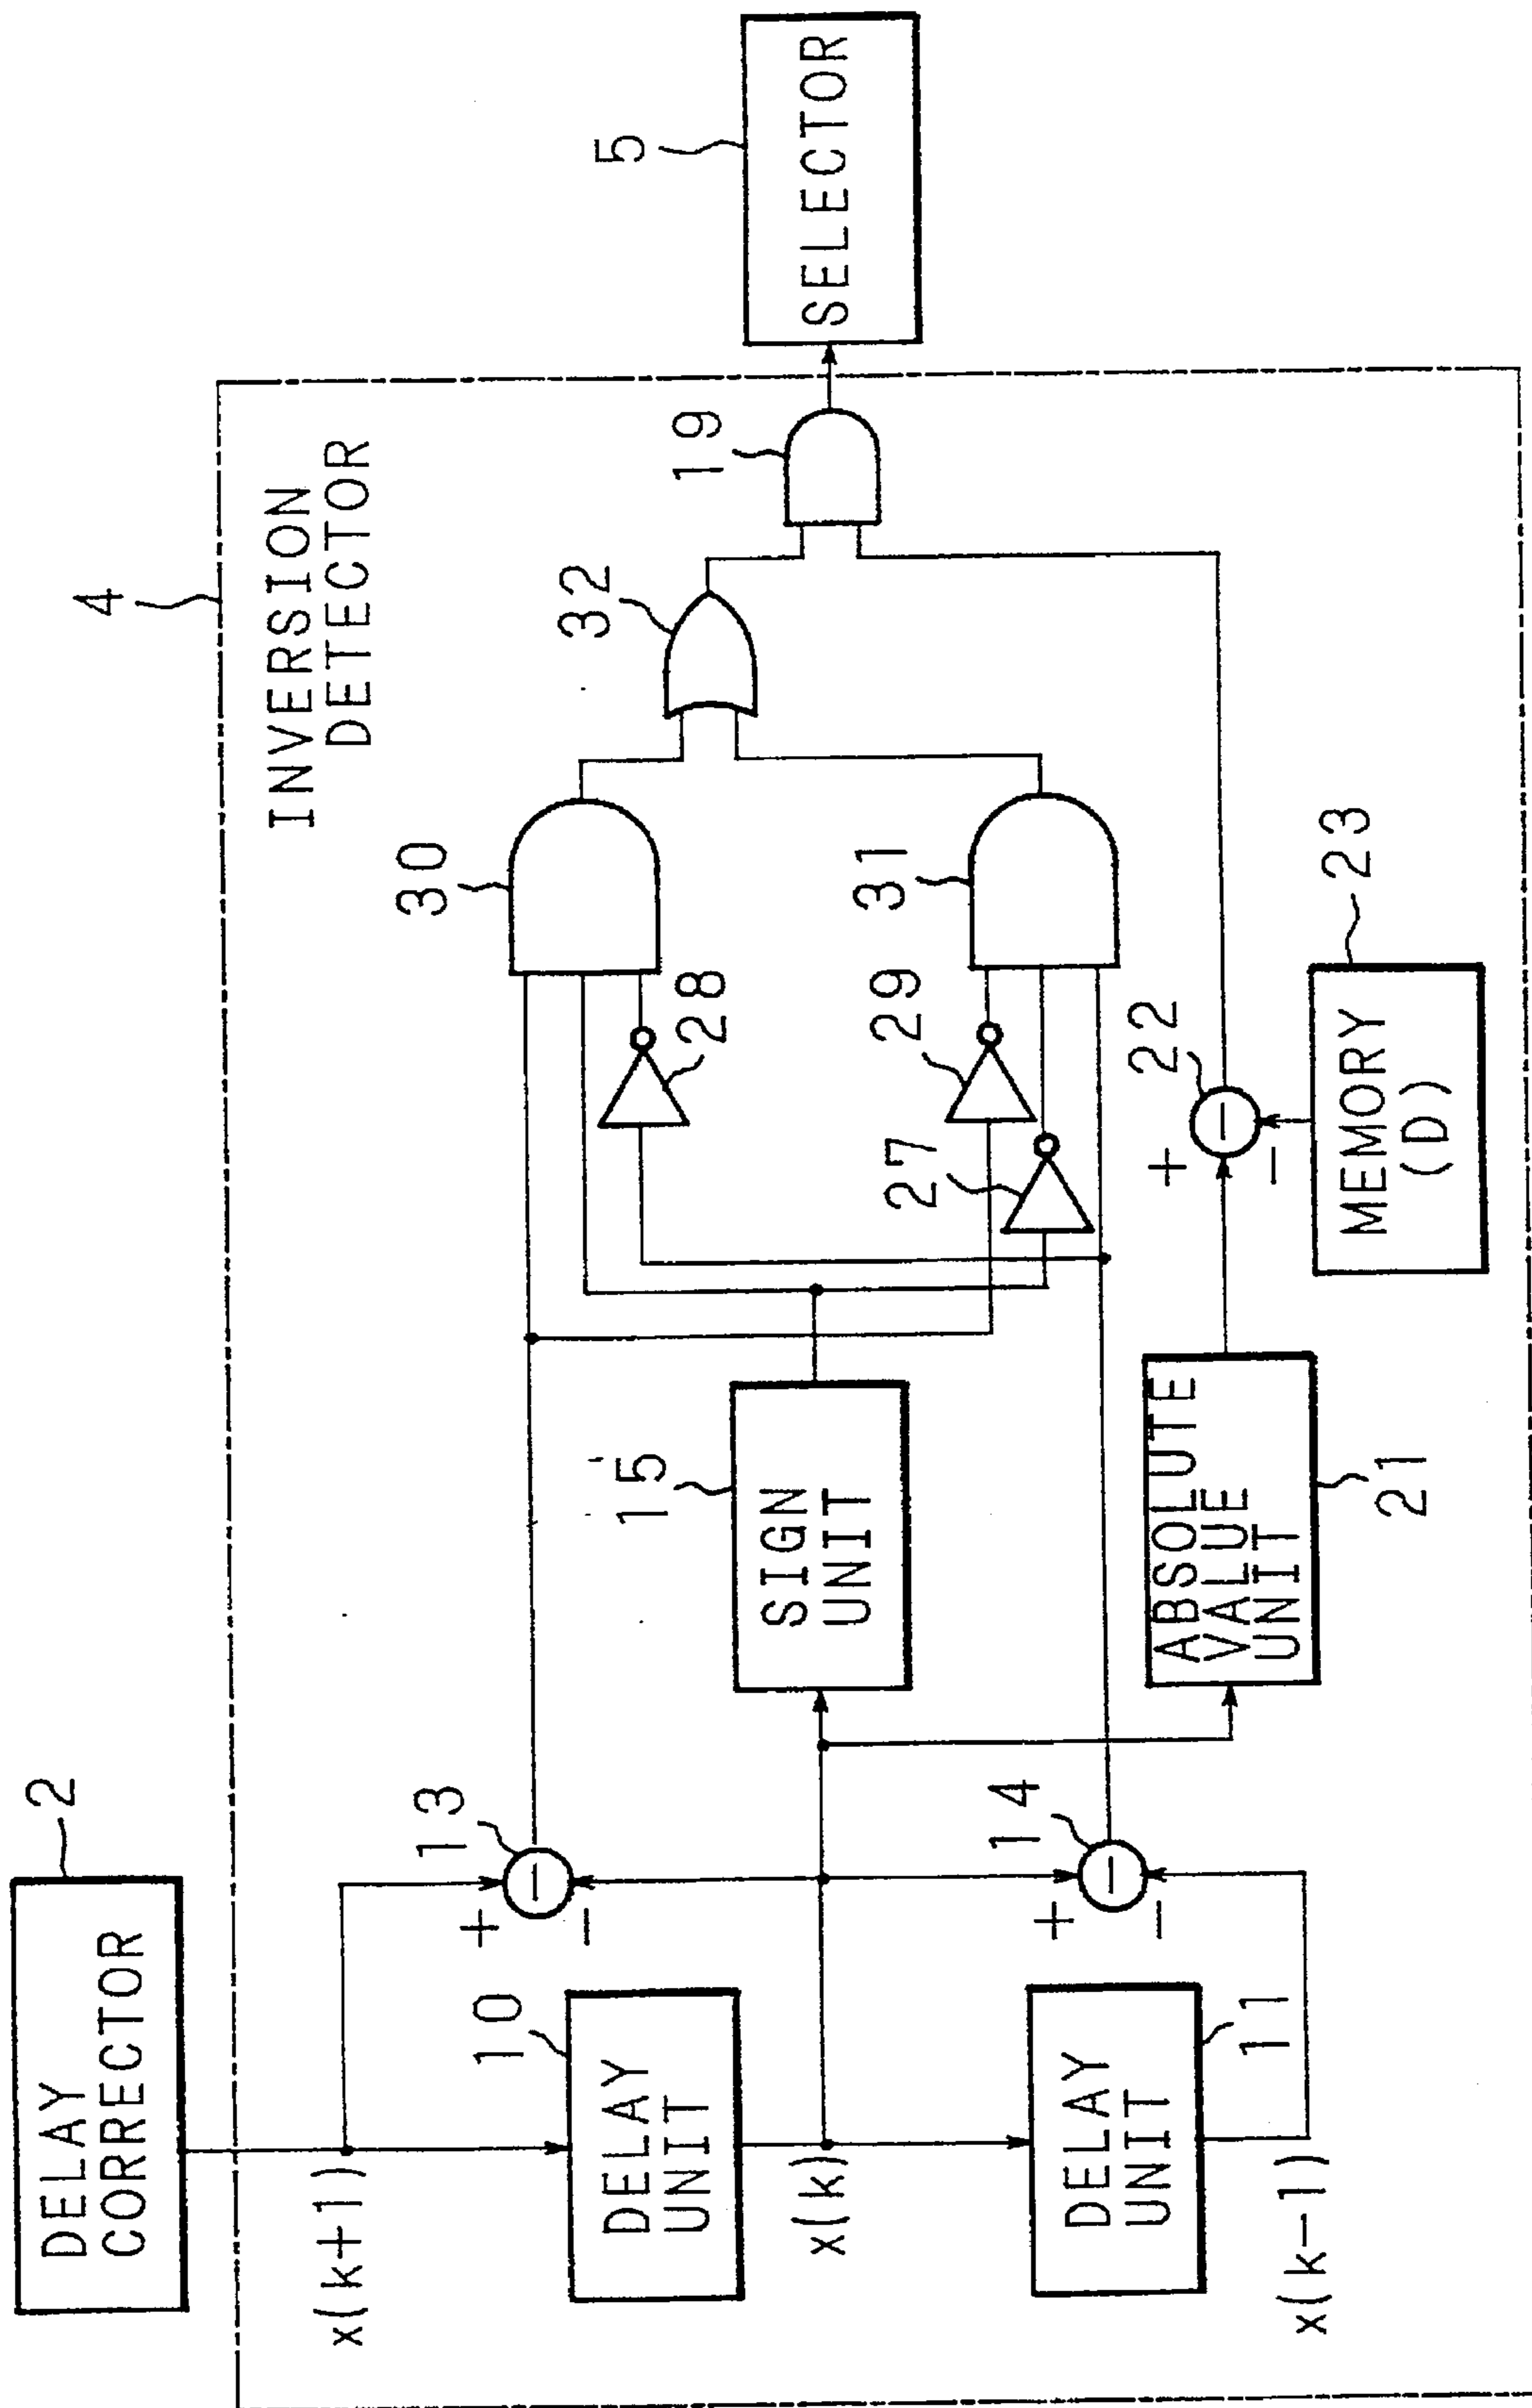 4
INVERSION
DETECTOR
2
DELAY
CORRECTOR
x(k+1)
10
DELAY
UNIT
x(k)
DELAY
UNIT
11
x(k-1)
13
+
−
−
14
+
−
−
15
SIGN
UNIT
ABSOLUTE
VALUE
UNIT
21
27
28
29
22
+
−
−
MEMORY
(D)
23
30
31
32
19
5
SELECTOR